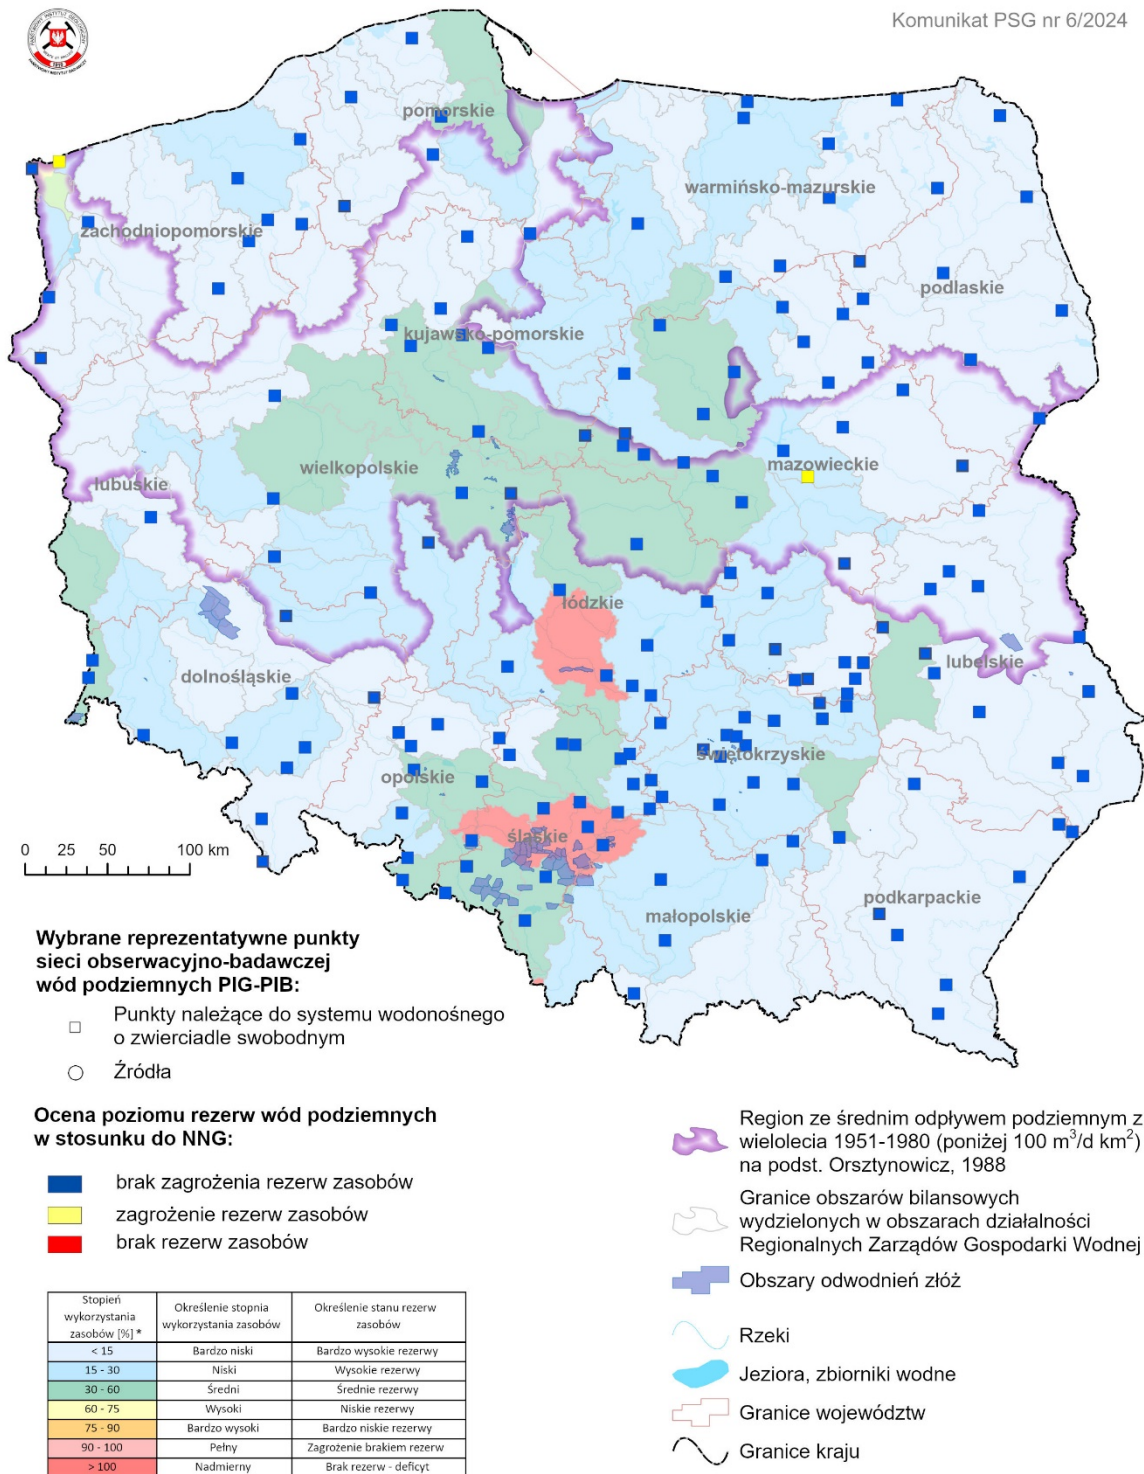 Komunikat PSG nr 6/2024
pomorskie
warmińsko-mazurskie
zachodniopomorskie
podlaskie
kujawsko-pomorskie
wielkopolskie
mazowieckie
lubuskie
łódzkie
lubelskie
dolnośląskie
świętokrzyskie
opolskie
śląskie
0 25 50 100 km
podkarpackie
małopolskie
Wybrane reprezentatywne punkty
sieci obserwacyjno-badawczej
wód podziemnych PIG-PIB:
Punkty należące do systemu wodonośnego
o zwierciadle swobodnym
Źródła
Ocena poziomu rezerw wód podziemnych
w stosunku do NNG:
brak zagrożenia rezerw zasobów
zagrożenie rezerw zasobów
brak rezerw zasobów
Stopień
wykorzystania
zasobów [%] *
Określenie stopnia
wykorzystania zasobów
Określenie stanu rezerw
zasobów
< 15 Bardzo niski Bardzo wysokie rezerwy
15 - 30 Niski Wysokie rezerwy
30 - 60 Średni Średnie rezerwy
60 - 75 Wysoki Niskie rezerwy
75 - 90 Bardzo wysoki Bardzo niskie rezerwy
90 - 100 Pełny Zagrożenie brakiem rezerw
> 100 Nadmierny Brak rezerw - deficyt
Region ze średnim odpływem podziemnym z
wielolecia 1951-1980 (poniżej 100 m³/d km²)
na podst. Orsztynowicz, 1988
Granice obszarów bilansowych
wydzielonych w obszarach działalności
Regionalnych Zarządów Gospodarki Wodnej
Obszary odwodnień złóż
Rzeki
Jeziora, zbiorniki wodne
Granice województw
Granice kraju